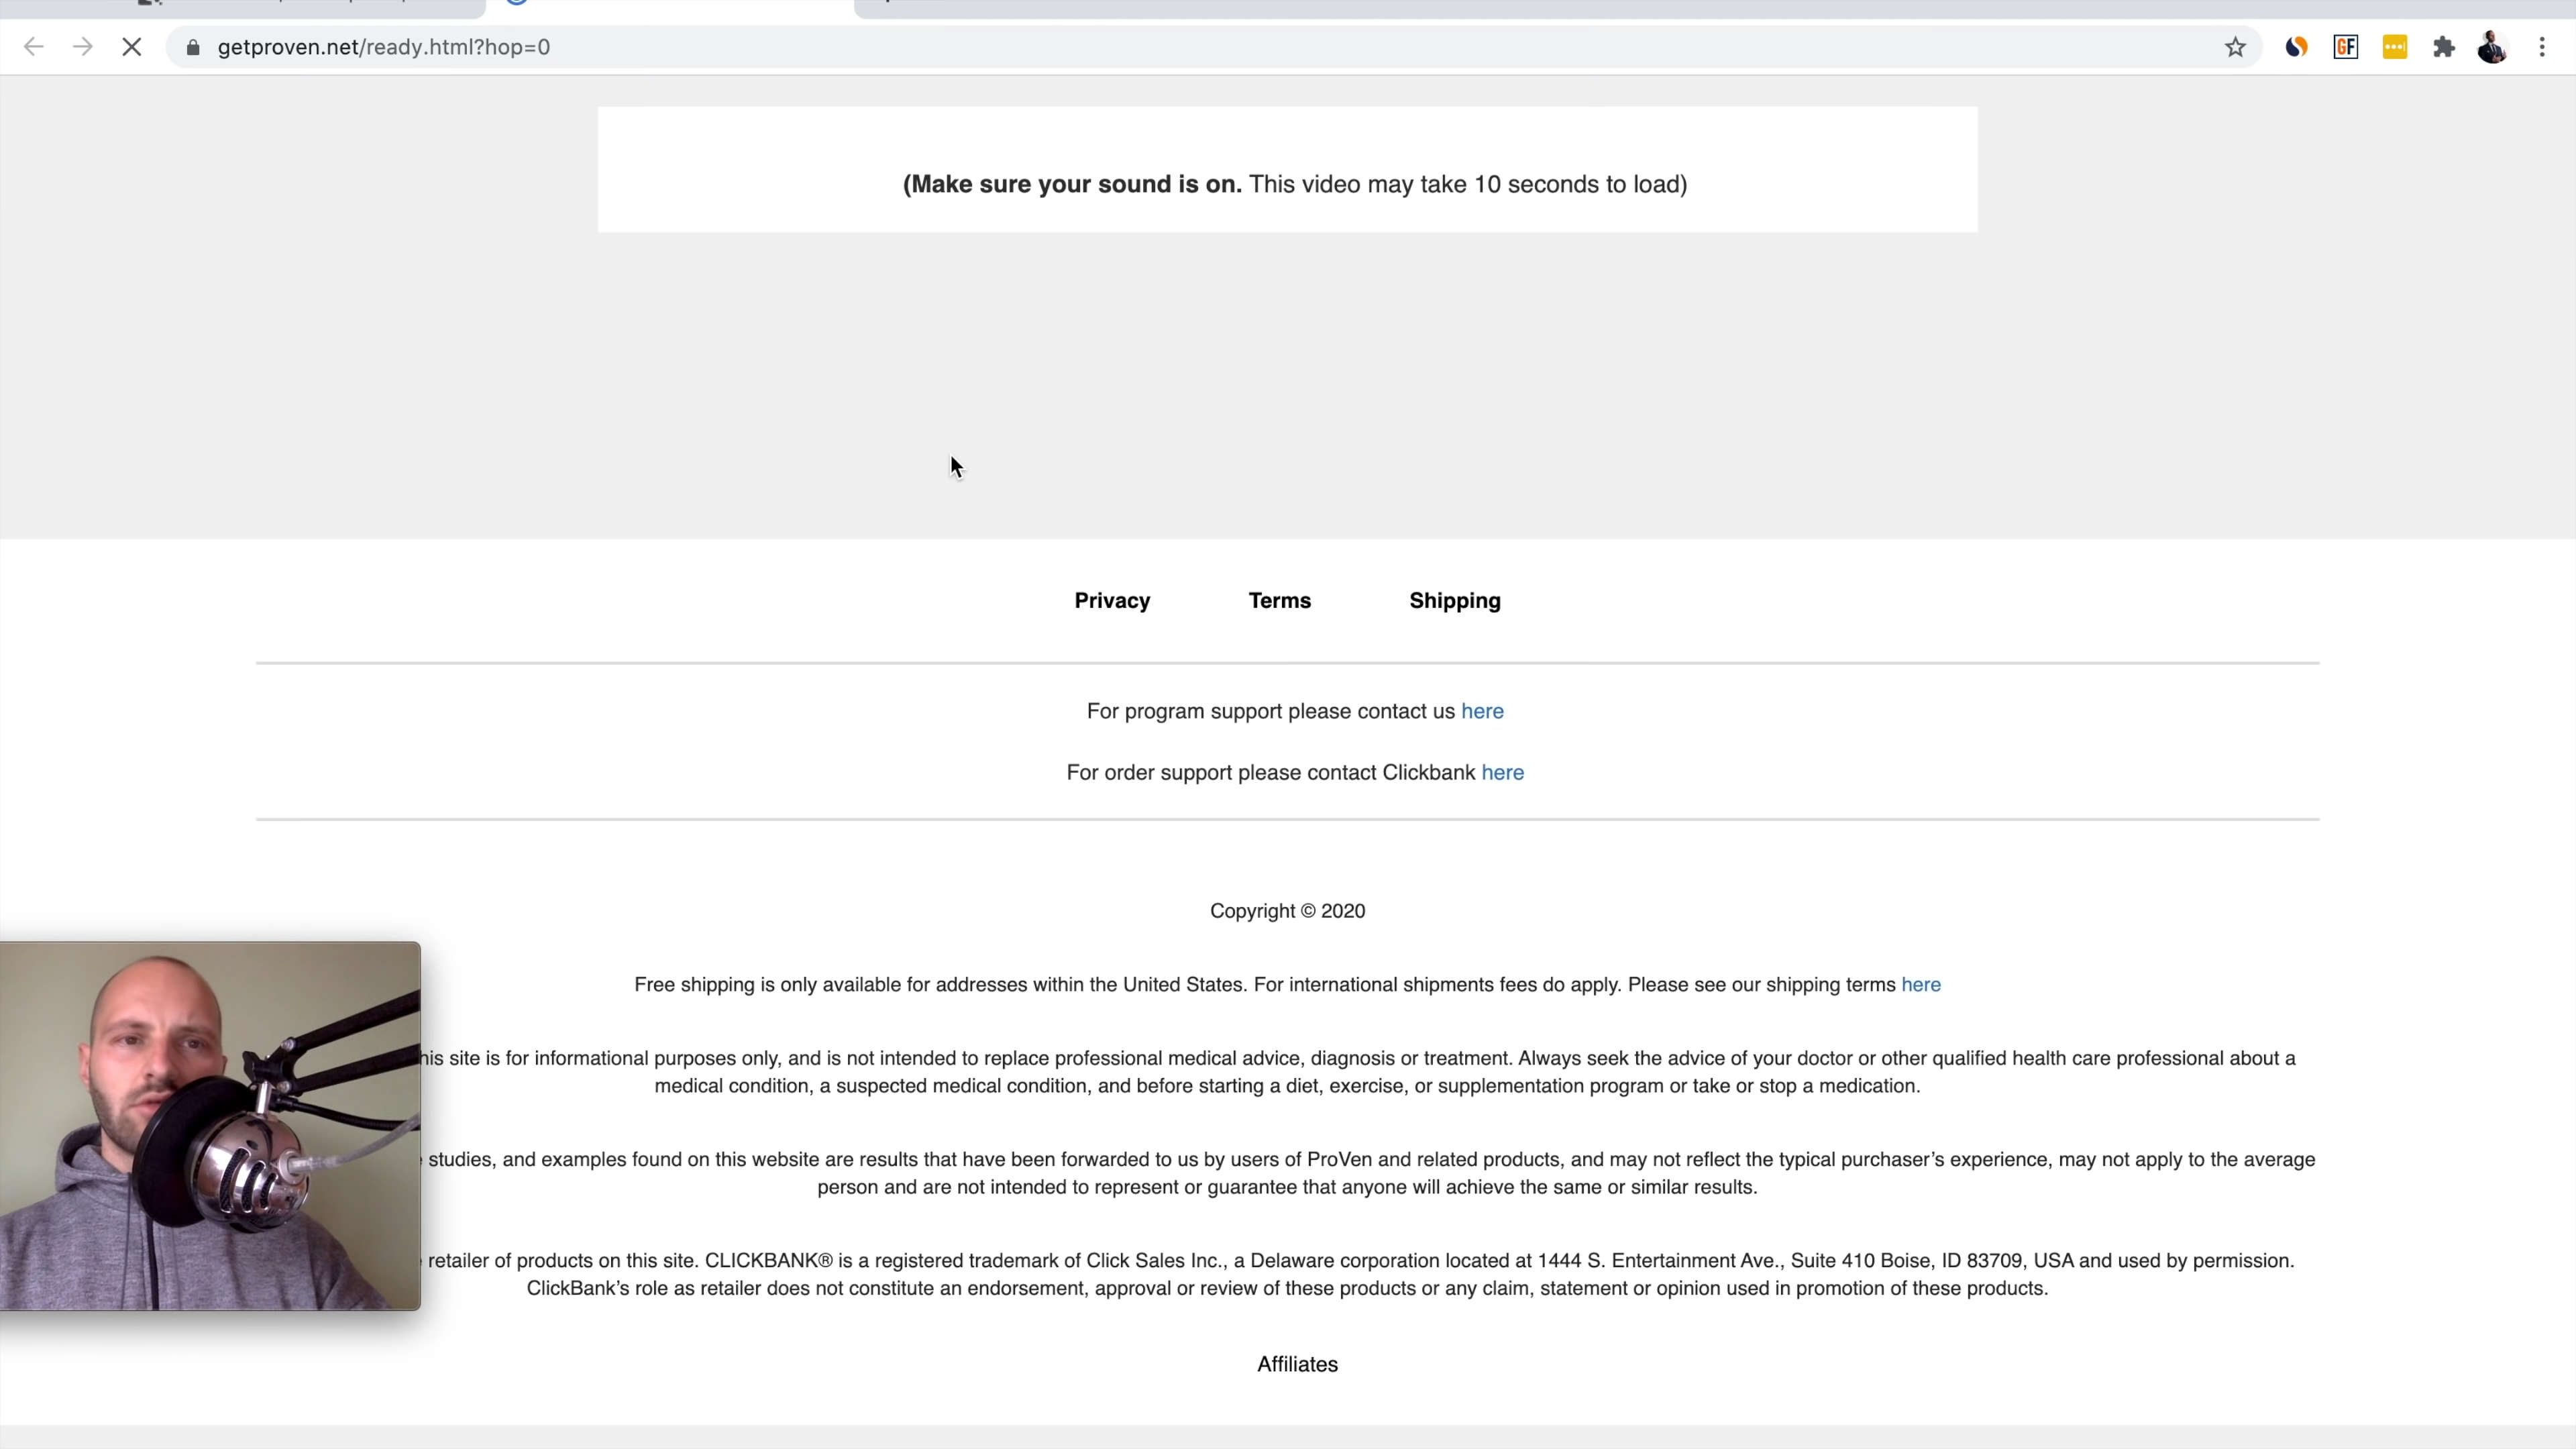 getproven.net/ready.html?hop=0
GF
(Make sure your sound is on. This video may take 10 seconds to load)
Privacy Terms Shipping
For program support please contact us here
For order support please contact Clickbank here
Copyright © 2020
Free shipping is only available for addresses within the United States. For international shipments fees do apply. Please see our shipping terms here
his site is for informational purposes only, and is not intended to replace professional medical advice, diagnosis or treatment. Always seek the advice of your doctor or other qualified health care professional about a
medical condition, a suspected medical condition, and before starting a diet, exercise, or supplementation program or take or stop a medication.
studies, and examples found on this website are results that have been forwarded to us by users of ProVen and related products, and may not reflect the typical purchaser’s experience, may not apply to the average
person and are not intended to represent or guarantee that anyone will achieve the same or similar results.
retailer of products on this site. CLICKBANK® is a registered trademark of Click Sales Inc., a Delaware corporation located at 1444 S. Entertainment Ave., Suite 410 Boise, ID 83709, USA and used by permission.
ClickBank’s role as retailer does not constitute an endorsement, approval or review of these products or any claim, statement or opinion used in promotion of these products.
Affiliates